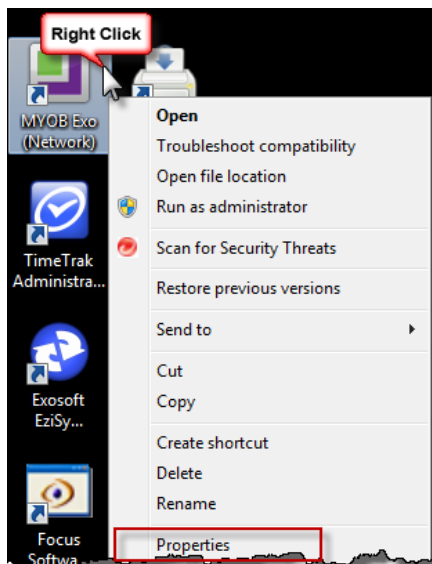 Right Click
MYOB Exo
(Network)
TimeTrak
Administra...
Exosoft
EziSy...
Focus
Softwa...
Open
Troubleshoot compatibility
Open file location
Run as administrator
Scan for Security Threats
Restore previous versions
Send to
Cut
Copy
Create shortcut
Delete
Rename
Properties